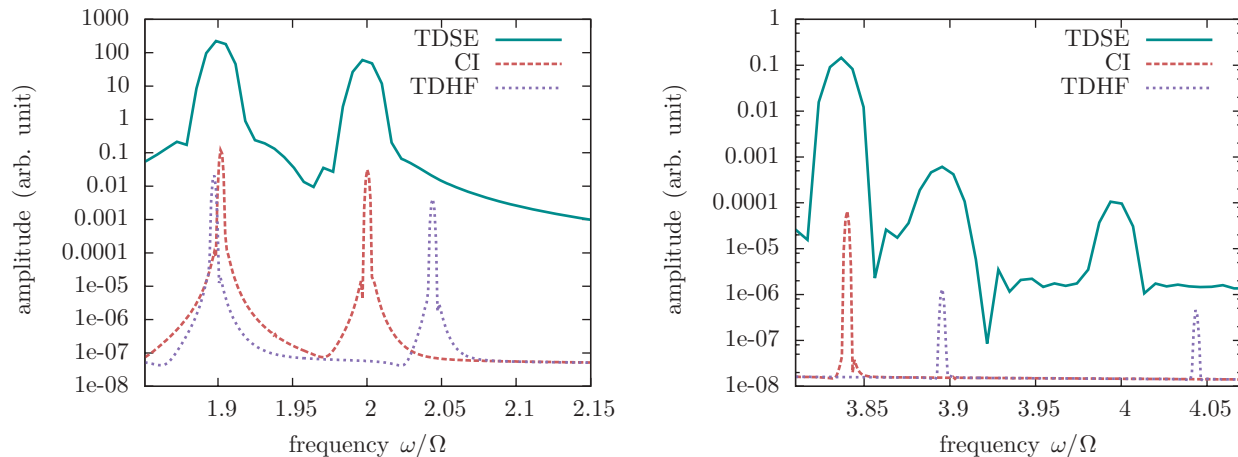 1000
100
10
1
0.1
0.01
0.001
0.0001
1e-05
1e-06
1e-07
1e-08
amplitude (arb. unit)
1.9
1.95
2
2.05
2.1
2.15
frequency ω/Ω
TDSE
CI
TDHF
1
0.1
0.01
0.001
0.0001
1e-05
1e-06
1e-07
1e-08
amplitude (arb. unit)
3.85
3.9
3.95
4
4.05
frequency ω/Ω
TDSE
CI
TDHF